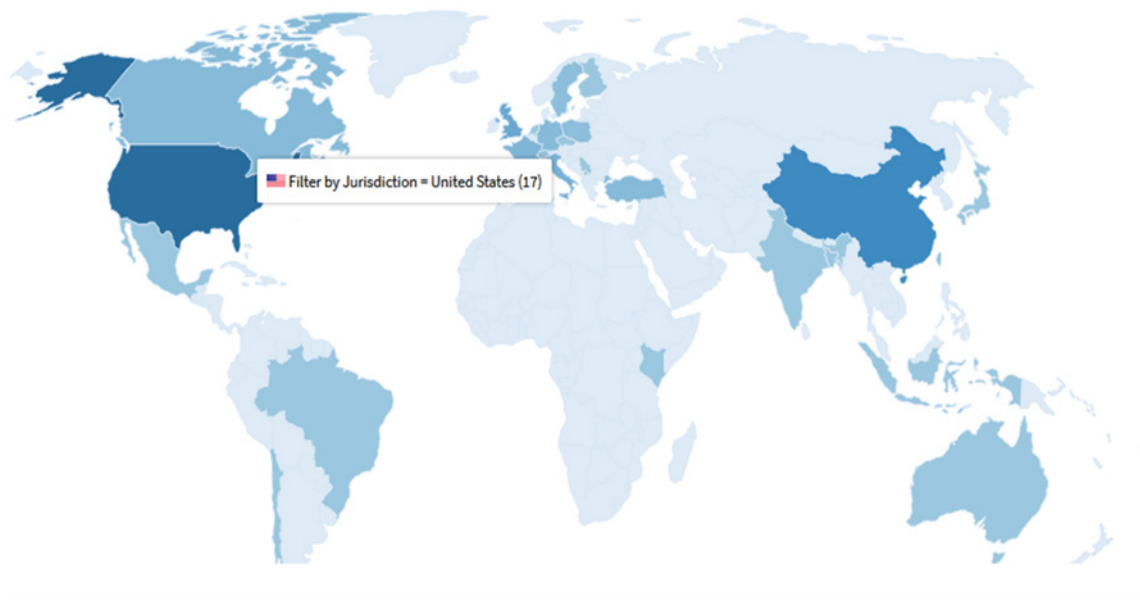 Filter by Jurisdiction = United States (17)